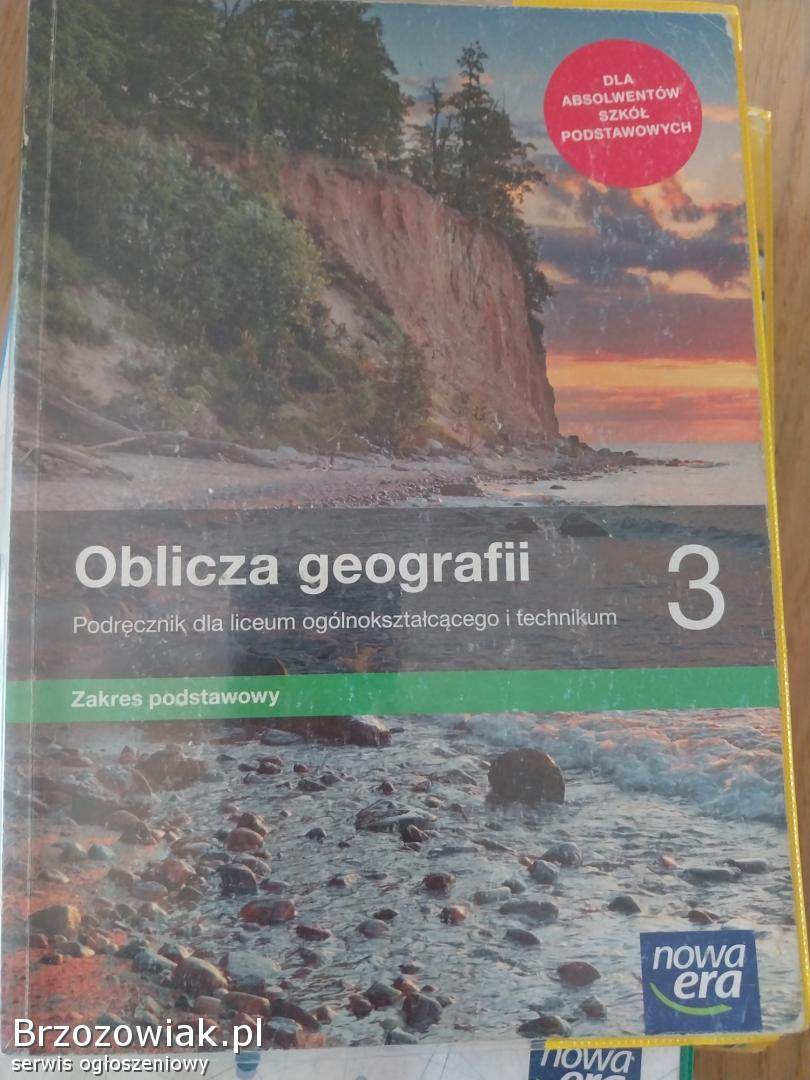 DLA
ABSOLWENTÓW
SZKÓŁ
PODSTAWOWYCH
Oblicza geografii 3
Podręcznik dla liceum ogólnokształcącego i technikum
Zakres podstawowy
nowa
era
Brzozowiak.pl
serwis ogłoszeniowy
nowa
era